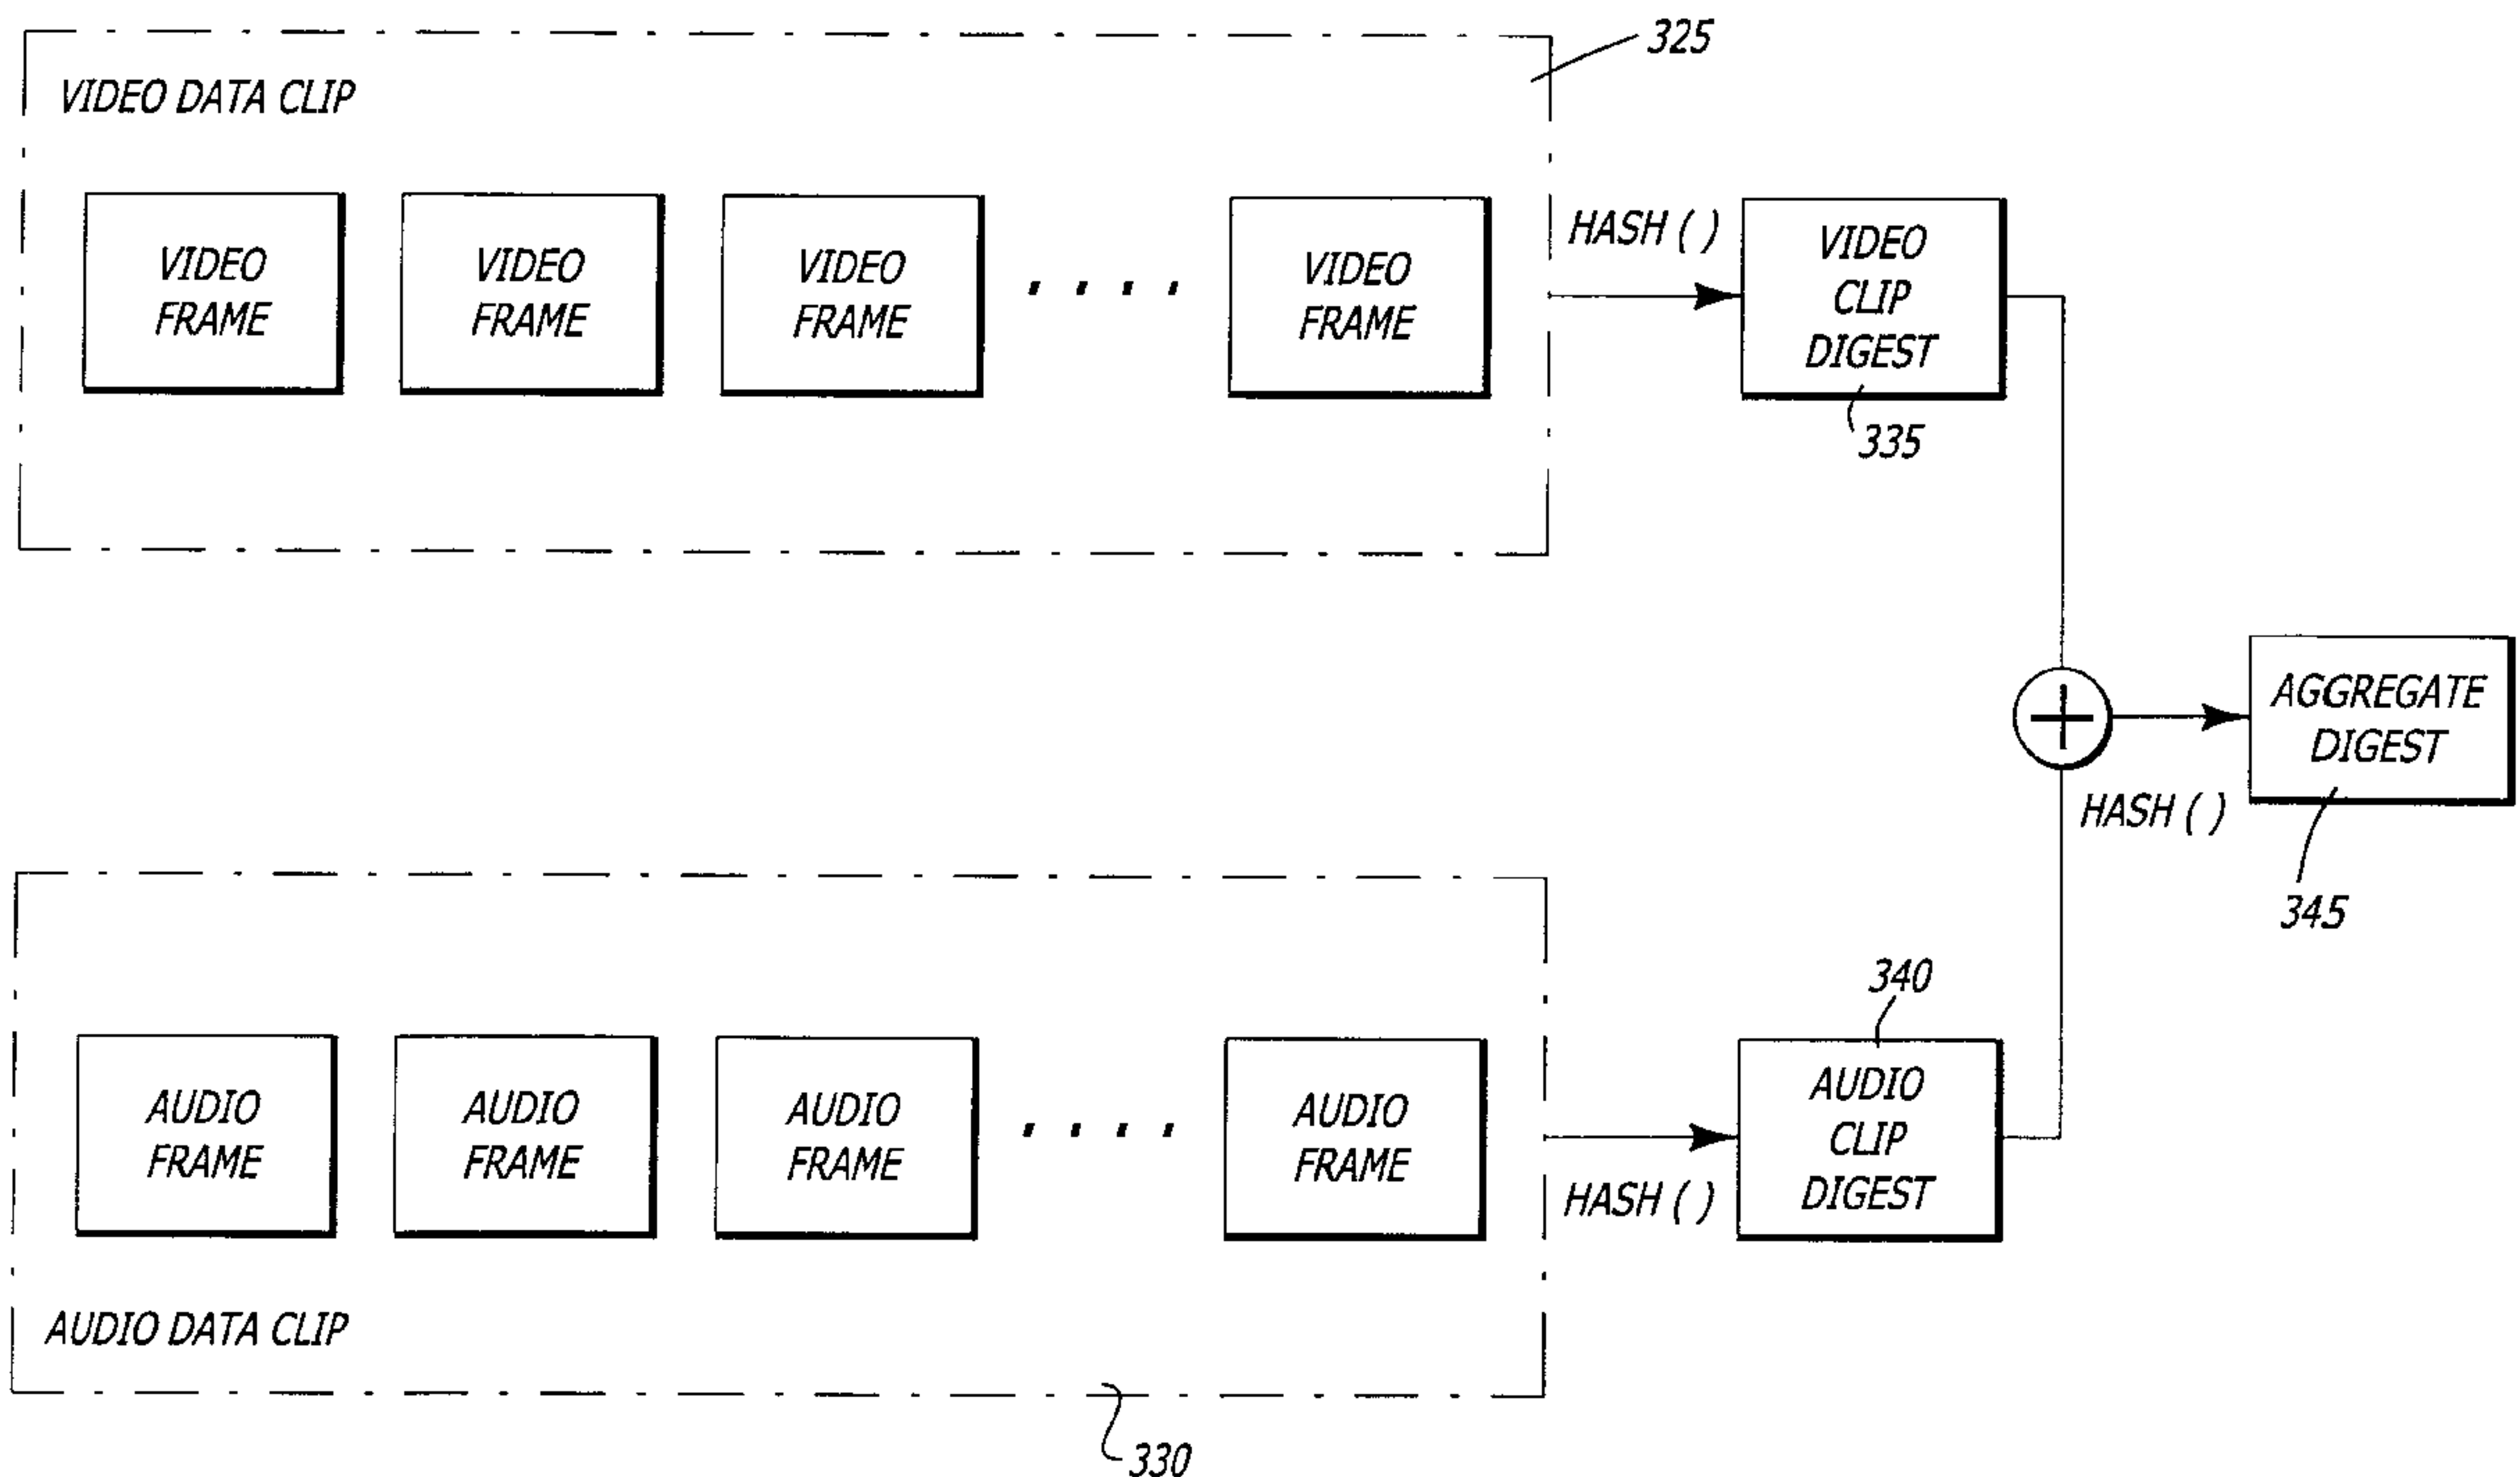 325
VIDEO DATA CLIP
VIDEO
FRAME
VIDEO
FRAME
VIDEO
FRAME
VIDEO
FRAME
HASH ( )
VIDEO
CLIP
DIGEST
335
AGGREGATE
DIGEST
HASH ( )
345
340
AUDIO
FRAME
AUDIO
FRAME
AUDIO
FRAME
AUDIO
FRAME
HASH ( )
AUDIO
CLIP
DIGEST
AUDIO DATA CLIP
330